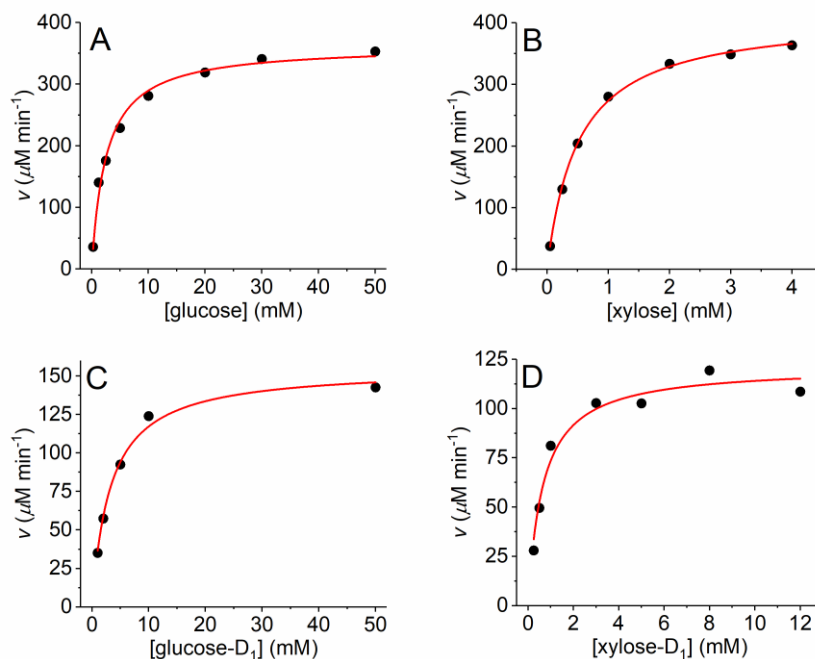 A
400
300
200
100
0
v (μM min⁻¹)
0 10 20 30 40 50
[glucose] (mM)
B
400
300
200
100
0
v (μM min⁻¹)
0 1 2 3 4
[xylose] (mM)
C
150
125
100
75
50
25
0
v (μM min⁻¹)
0 10 20 30 40 50
[glucose-D₁] (mM)
D
125
100
75
50
25
0
v (μM min⁻¹)
0 2 4 6 8 10 12
[xylose-D₁] (mM)